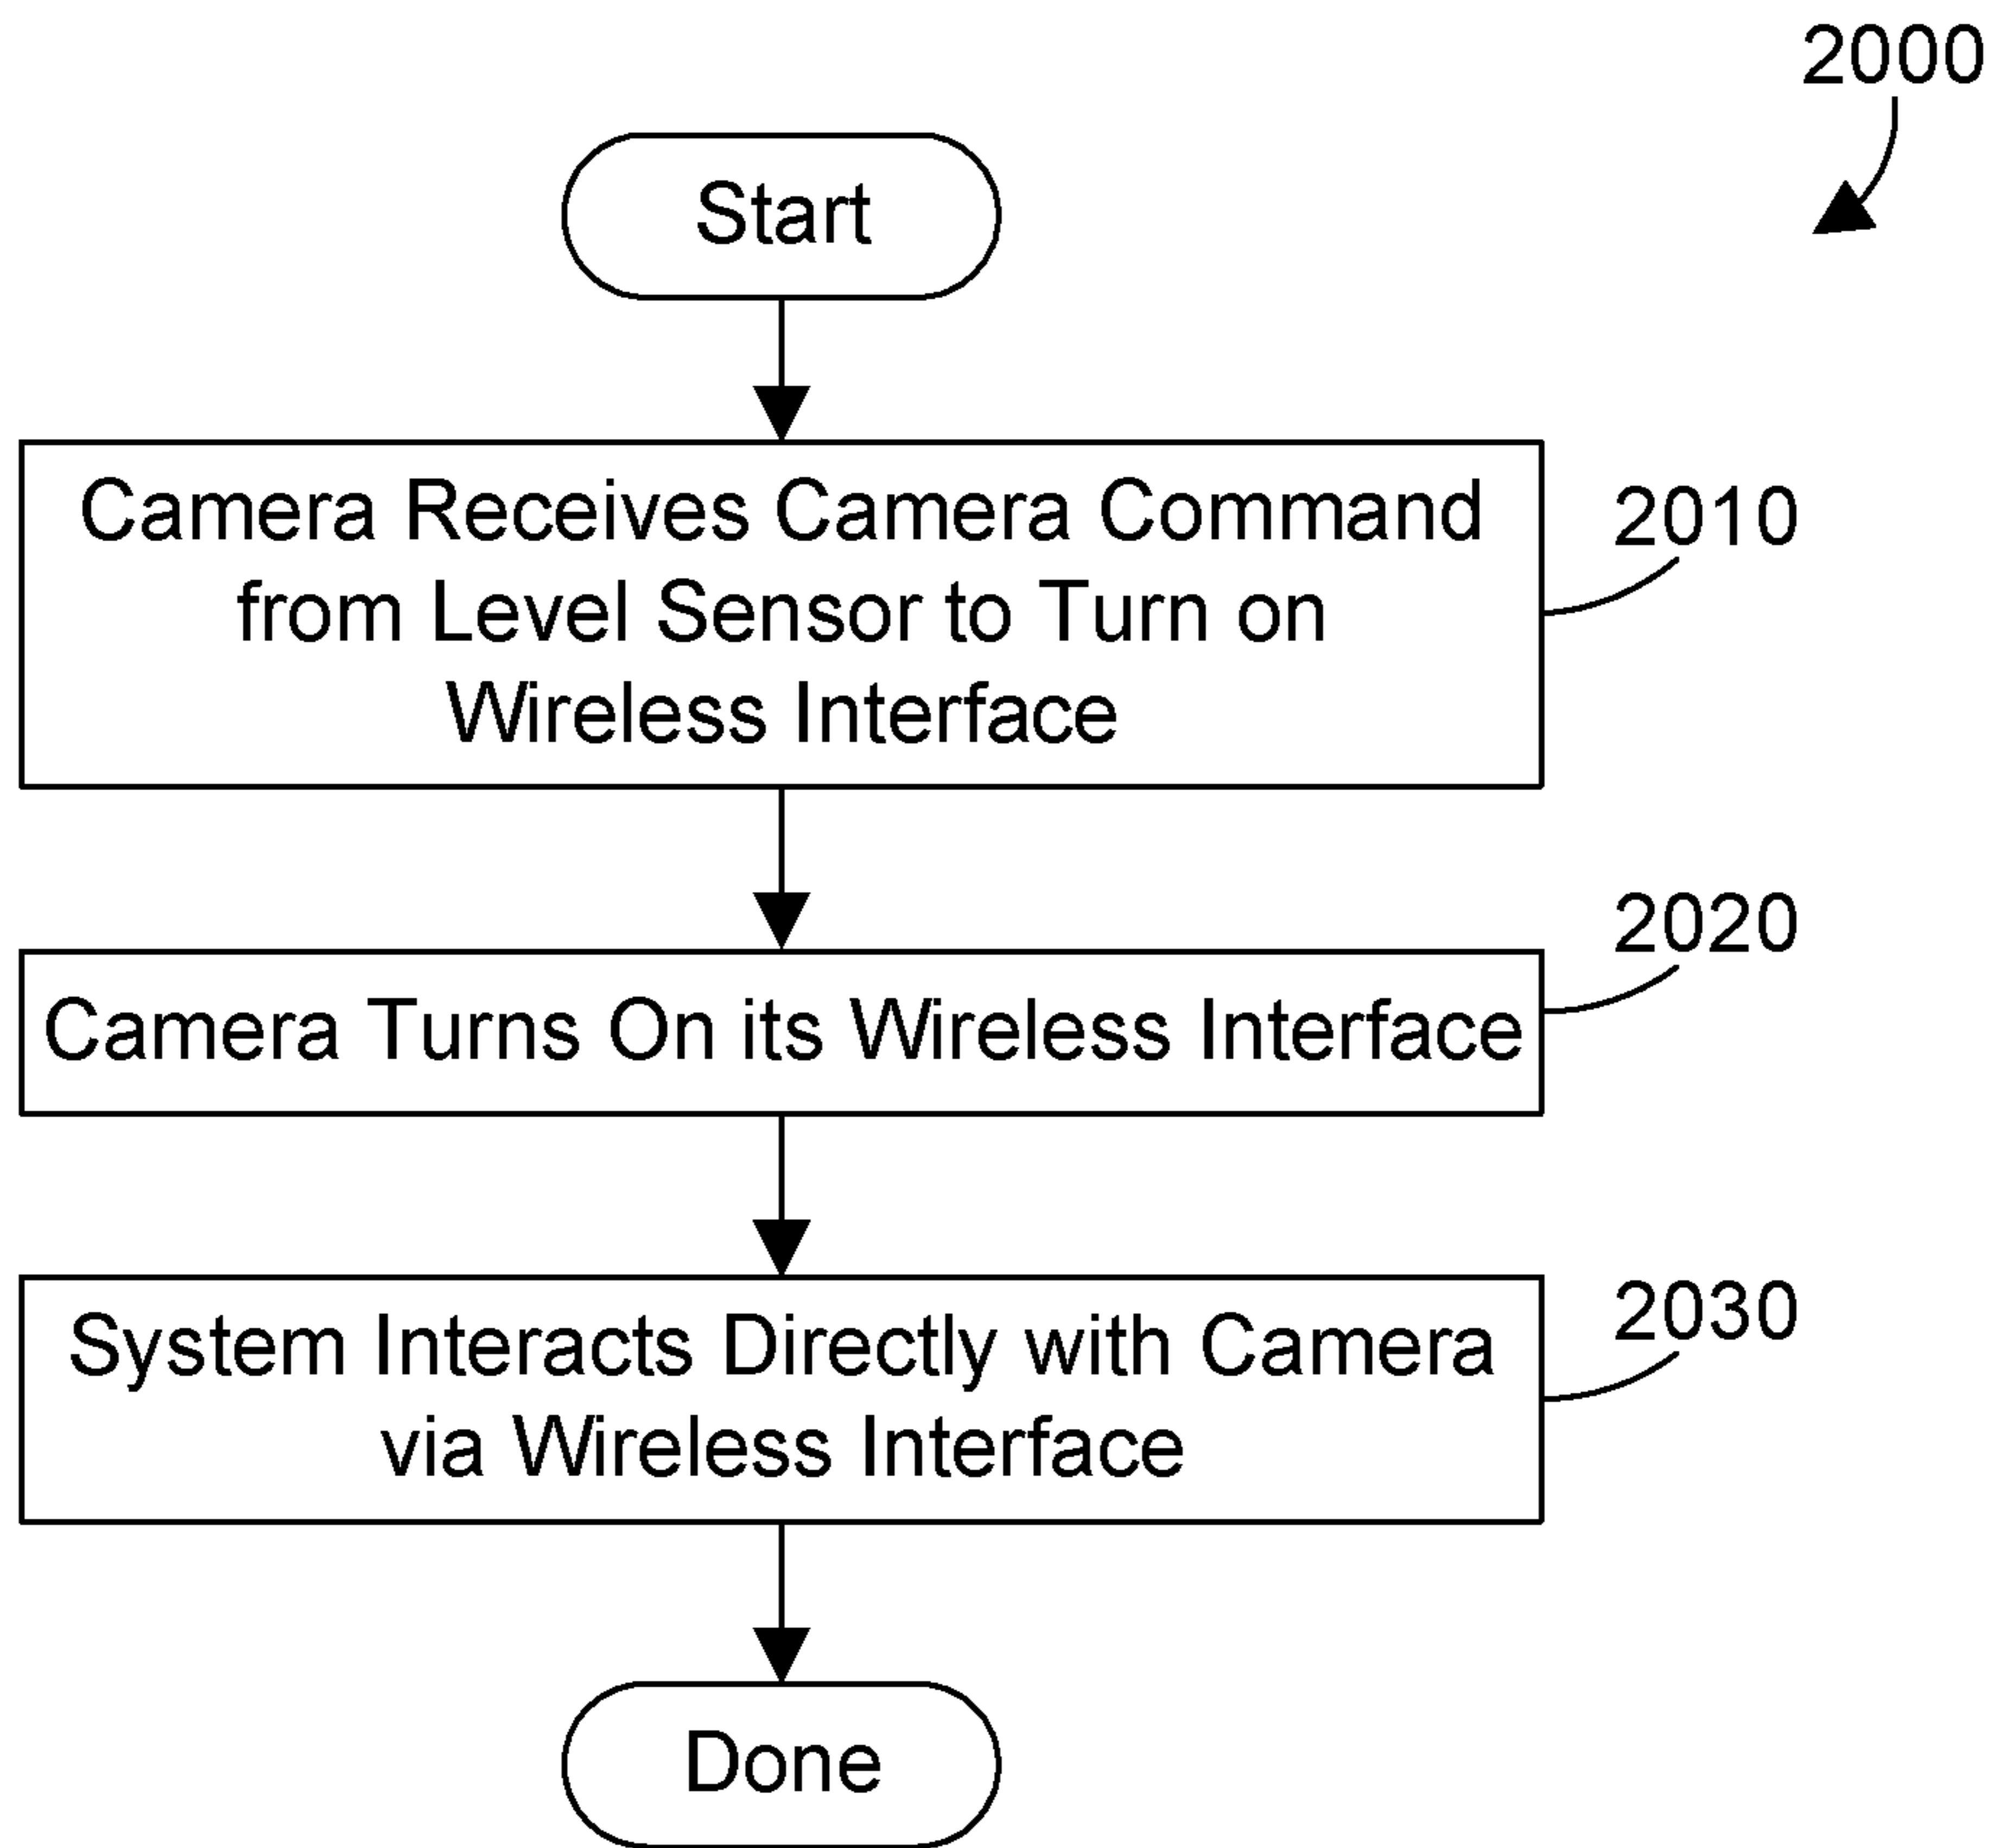 2000
Start
Camera Receives Camera Command
from Level Sensor to Turn on
Wireless Interface
2010
Camera Turns On its Wireless Interface
2020
System Interacts Directly with Camera
via Wireless Interface
2030
Done